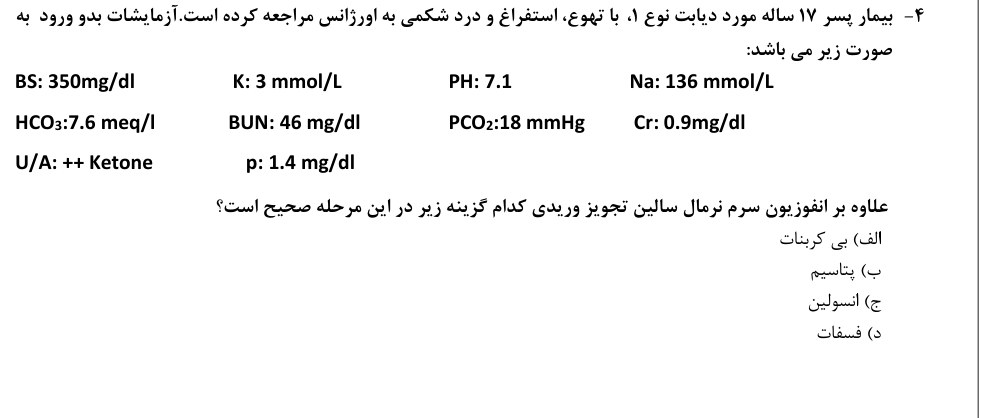 ۴- بیمار پسر ۱۷ ساله مورد دیابت نوع ۱، با تهوع، استفراغ و درد شکمی به اورژانس مراجعه کرده است.آزمایشات بدو ورود به
صورت زیر می باشد:
BS: 350mg/dl K: 3 mmol/L PH: 7.1 Na: 136 mmol/L
HCO₃:7.6 meq/l BUN: 46 mg/dl PCO₂:18 mmHg Cr: 0.9mg/dl
U/A: ++ Ketone p: 1.4 mg/dl
علاوه بر انفوزیون سرم نرمال سالین تجویز وریدی کدام گزینه زیر در این مرحله صحیح است؟
الف) بی کربنات
ب) پتاسیم
ج) انسولین
د) فسفات